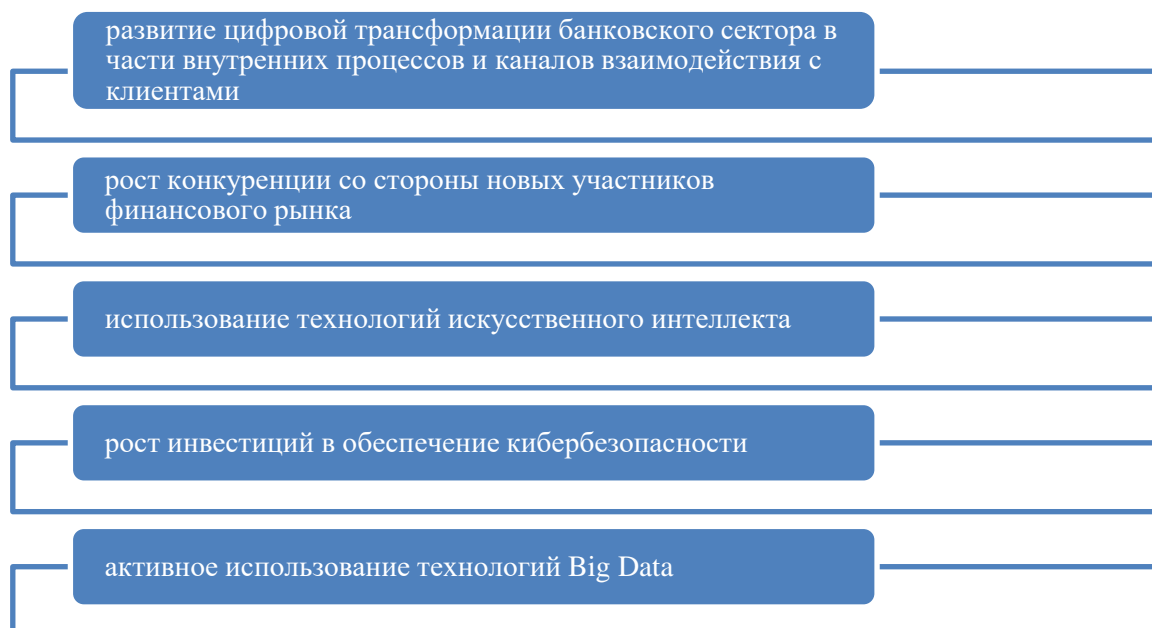 развитие цифровой трансформации банковского сектора в
части внутренних процессов и каналов взаимодействия с
клиентами
рост конкуренции со стороны новых участников
финансового рынка
использование технологий искусственного интеллекта
рост инвестиций в обеспечение кибербезопасности
активное использование технологий Big Data